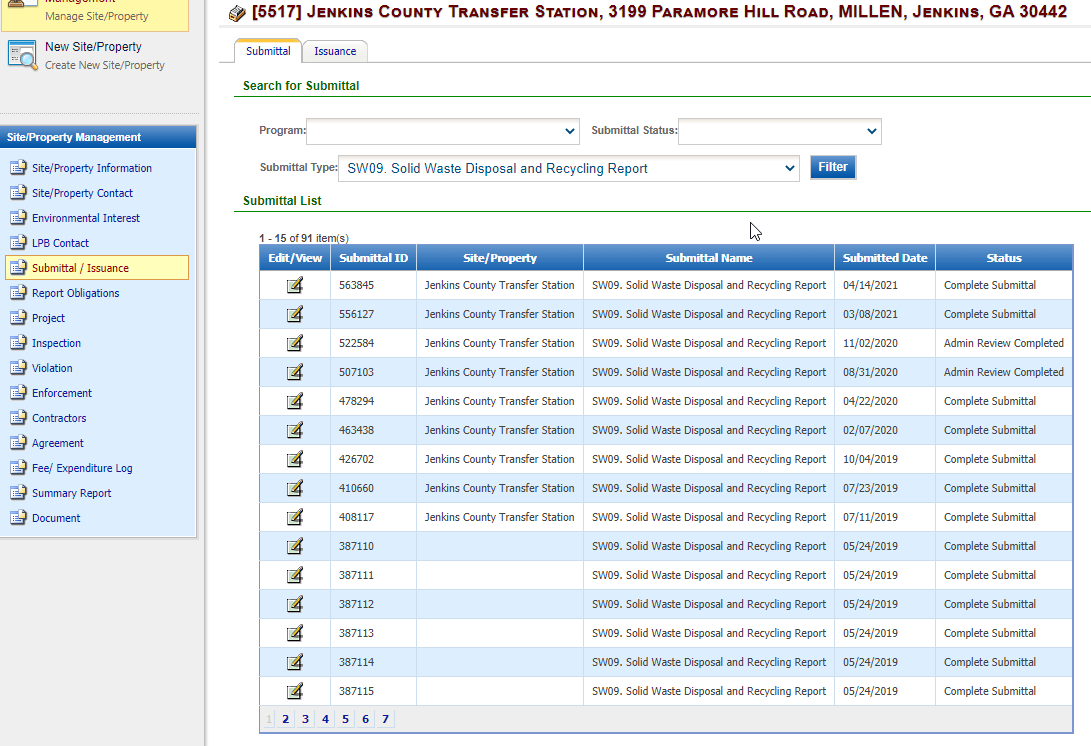 Management
Manage Site/Property
New Site/Property
Create New Site/Property
Site/Property Management
Site/Property Information
Site/Property Contact
Environmental Interest
LPB Contact
Submittal / Issuance
Report Obligations
Project
Inspection
Violation
Enforcement
Contractors
Agreement
Fee/ Expenditure Log
Summary Report
Document
[5517] Jenkins County Transfer Station, 3199 Paramore Hill Road, MILLEN, Jenkins, GA 30442
Submittal Issuance
Search for Submittal
Program: Submittal Status:
Submittal Type: SW09. Solid Waste Disposal and Recycling Report Filter
Submittal List
1 - 15 of 91 item(s)
Edit/View Submittal ID Site/Property Submittal Name Submitted Date Status
563845 Jenkins County Transfer Station SW09. Solid Waste Disposal and Recycling Report 04/14/2021 Complete Submittal
556127 Jenkins County Transfer Station SW09. Solid Waste Disposal and Recycling Report 03/08/2021 Complete Submittal
522584 Jenkins County Transfer Station SW09. Solid Waste Disposal and Recycling Report 11/02/2020 Admin Review Completed
507103 Jenkins County Transfer Station SW09. Solid Waste Disposal and Recycling Report 08/31/2020 Admin Review Completed
478294 Jenkins County Transfer Station SW09. Solid Waste Disposal and Recycling Report 04/22/2020 Complete Submittal
463438 Jenkins County Transfer Station SW09. Solid Waste Disposal and Recycling Report 02/07/2020 Complete Submittal
426702 Jenkins County Transfer Station SW09. Solid Waste Disposal and Recycling Report 10/04/2019 Complete Submittal
410660 Jenkins County Transfer Station SW09. Solid Waste Disposal and Recycling Report 07/23/2019 Complete Submittal
408117 Jenkins County Transfer Station SW09. Solid Waste Disposal and Recycling Report 07/11/2019 Complete Submittal
387110 SW09. Solid Waste Disposal and Recycling Report 05/24/2019 Complete Submittal
387111 SW09. Solid Waste Disposal and Recycling Report 05/24/2019 Complete Submittal
387112 SW09. Solid Waste Disposal and Recycling Report 05/24/2019 Complete Submittal
387113 SW09. Solid Waste Disposal and Recycling Report 05/24/2019 Complete Submittal
387114 SW09. Solid Waste Disposal and Recycling Report 05/24/2019 Complete Submittal
387115 SW09. Solid Waste Disposal and Recycling Report 05/24/2019 Complete Submittal
1 2 3 4 5 6 7